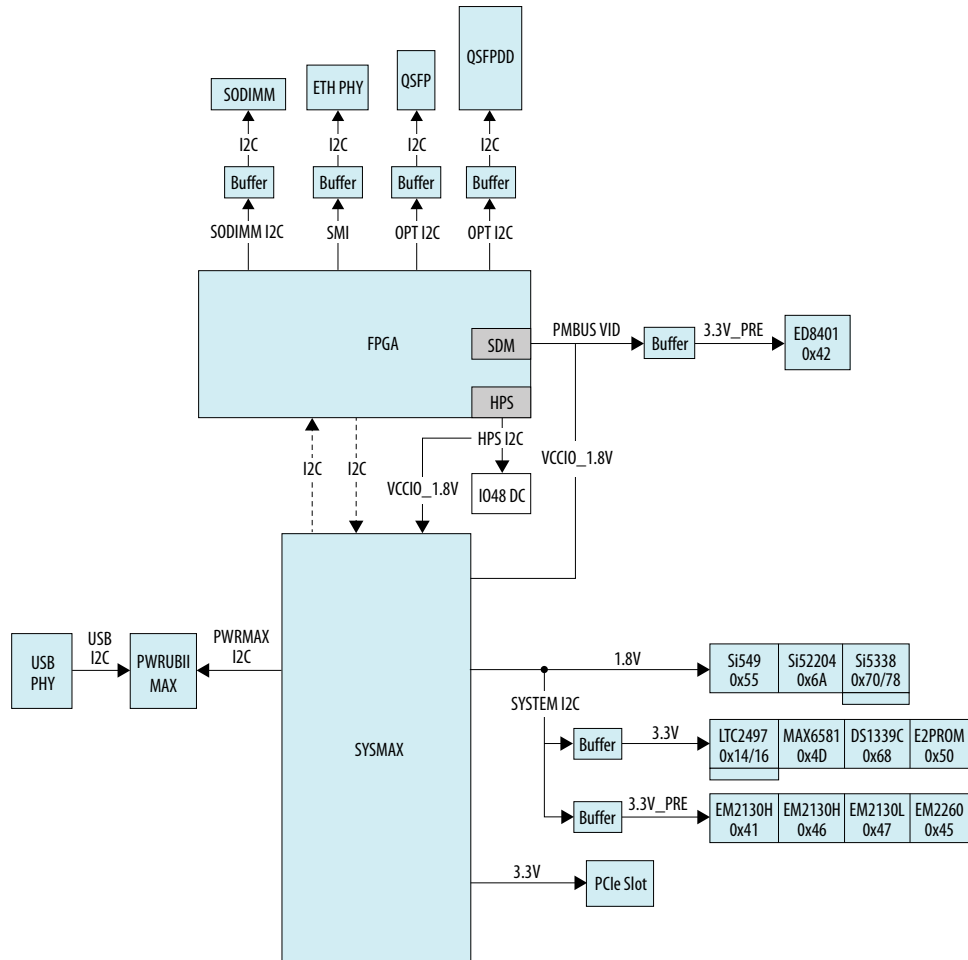 QSFPDD
SODIMM
ETH PHY
QSFP
I2C
I2C
I2C
I2C
Buffer
Buffer
Buffer
Buffer
SODIMM I2C
SMI
OPT I2C
OPT I2C
FPGA
SDM
HPS
PMBUS VID
Buffer
3.3V_PRE
ED8401
0x42
I2C
I2C
VCCIO_1.8V
HPS I2C
IO48 DC
VCCIO_1.8V
USB
PHY
USB
I2C
PWRUBII
MAX
PWRMAX
I2C
SYSMAX
1.8V
SYSTEM I2C
Si549
0x55
Si52204
0x6A
Si5338
0x70/78
Buffer
3.3V
LTC2497
0x14/16
MAX6581
0x4D
DS1339C
0x68
E2PROM
0x50
Buffer
3.3V_PRE
EM2130H
0x41
EM2130H
0x46
EM2130L
0x47
EM2260
0x45
3.3V
PCIe Slot